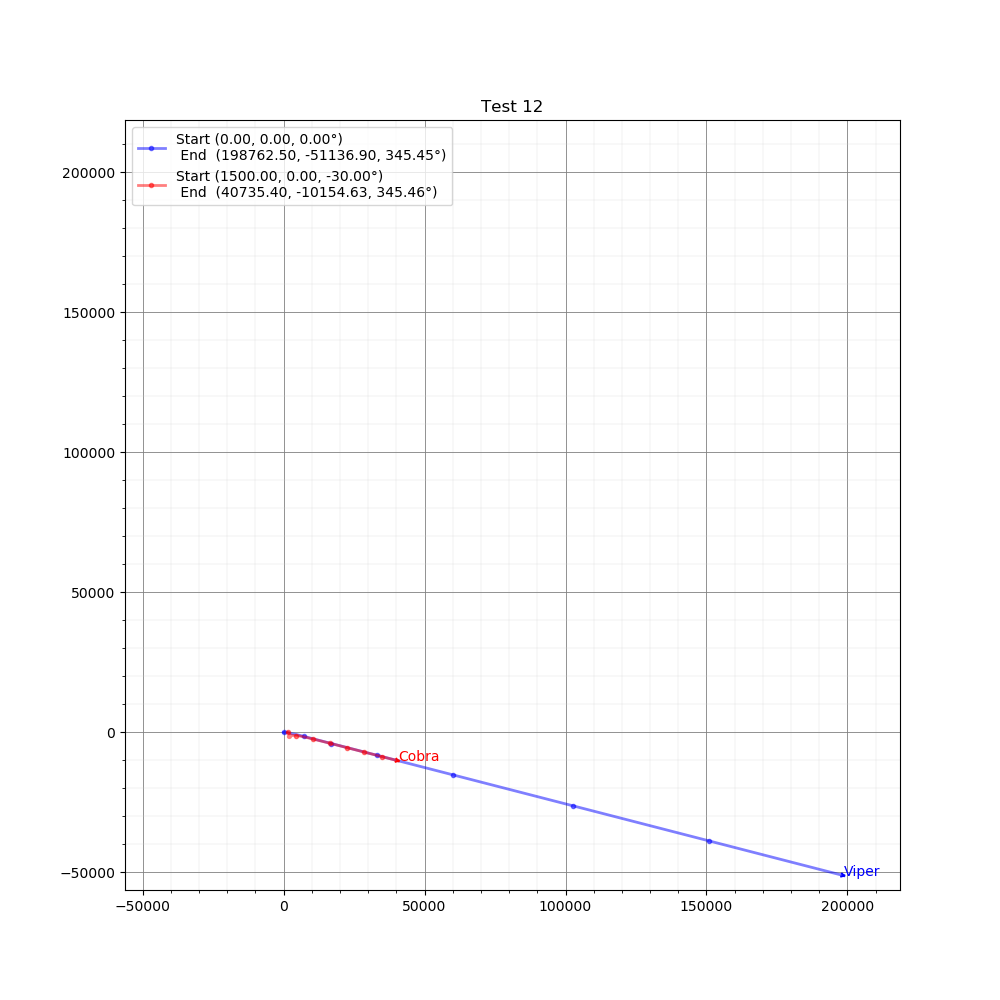 Test 12
Start (0.00, 0.00, 0.00°)
End  (198762.50, -51136.90, 345.45°)
Start (1500.00, 0.00, -30.00°)
End  (40735.40, -10154.63, 345.46°)
200000
150000
100000
50000
0
−50000
Cobra
Viper
−50000 0 50000 100000 150000 200000